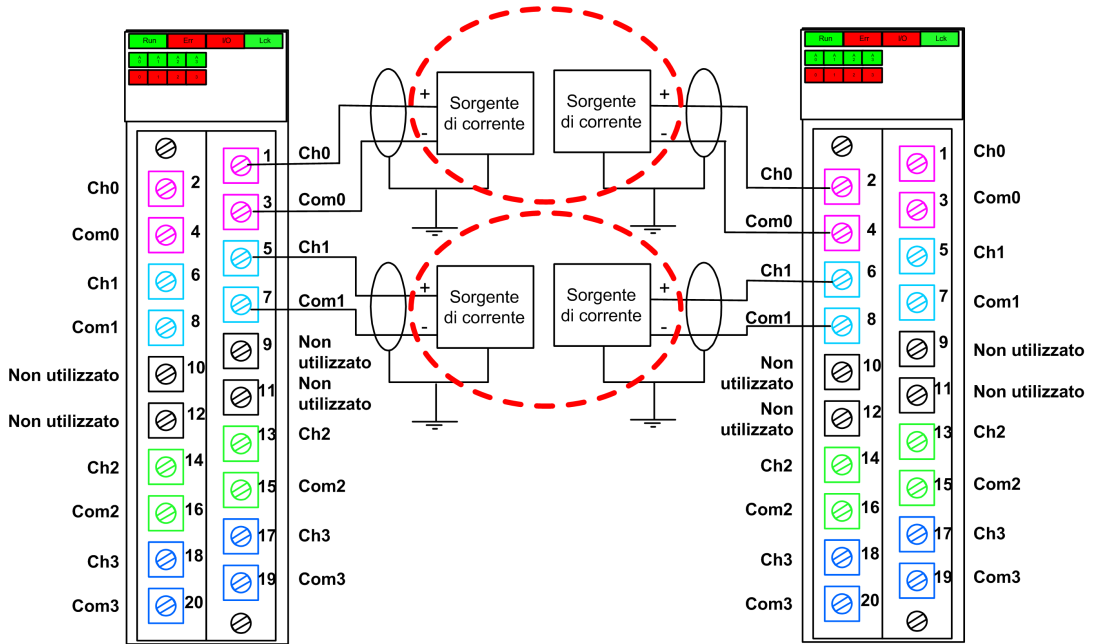 Run Err I/O Lck
Run Err I/O Lck
Sorgente
di corrente
+
-
Sorgente
di corrente
+
-
1 Ch0
Ch0 2
3 Com0
Com0 4
5 Ch1
Ch1 6
7 Com1
Com1 8
9 Non
utilizzato
Non utilizzato 10
11 Non
utilizzato
Non utilizzato 12
13 Ch2
Ch2 14
15 Com2
Com2 16
17 Ch3
Ch3 18
19 Com3
Com3 20
Sorgente
di corrente
+
-
Sorgente
di corrente
+
-
1 Ch0
Ch0 2
3 Com0
Com0 4
5 Ch1
Ch1 6
7 Com1
Com1 8
9 Non utilizzato
Non
utilizzato 10
11 Non utilizzato
Non
utilizzato 12
13 Ch2
Ch2 14
15 Com2
Com2 16
17 Ch3
Ch3 18
19 Com3
Com3 20